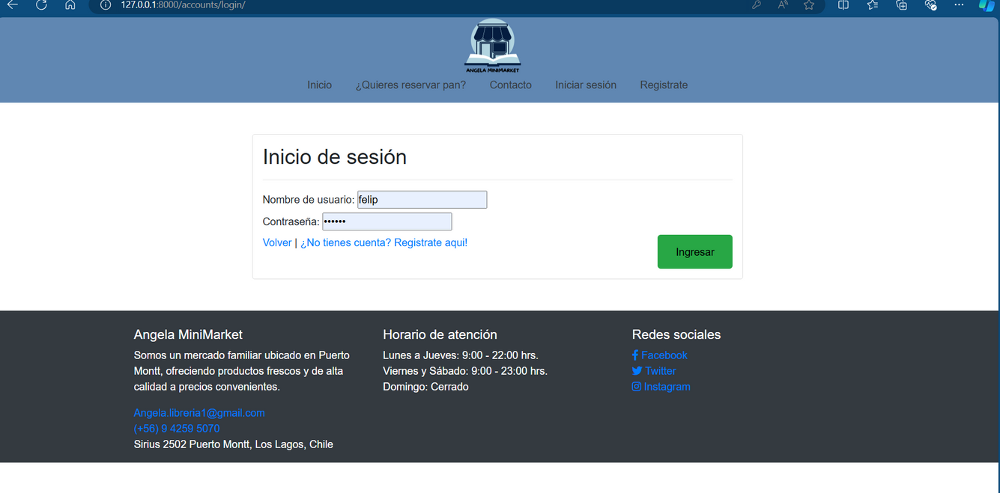 127.0.0.1:8000/accounts/login/
ANGELA MINIMARKET
Inicio ¿Quieres reservar pan? Contacto Iniciar sesión Registrate
Inicio de sesión
Nombre de usuario: felip
Contraseña: ••••••
Volver | ¿No tienes cuenta? Registrate aqui!
Ingresar
Angela MiniMarket
Somos un mercado familiar ubicado en Puerto
Montt, ofreciendo productos frescos y de alta
calidad a precios convenientes.
Angela.libreria1@gmail.com
(+56) 9 4259 5070
Sirius 2502 Puerto Montt, Los Lagos, Chile
Horario de atención
Lunes a Jueves: 9:00 - 22:00 hrs.
Viernes y Sábado: 9:00 - 23:00 hrs.
Domingo: Cerrado
Redes sociales
Facebook
Twitter
Instagram